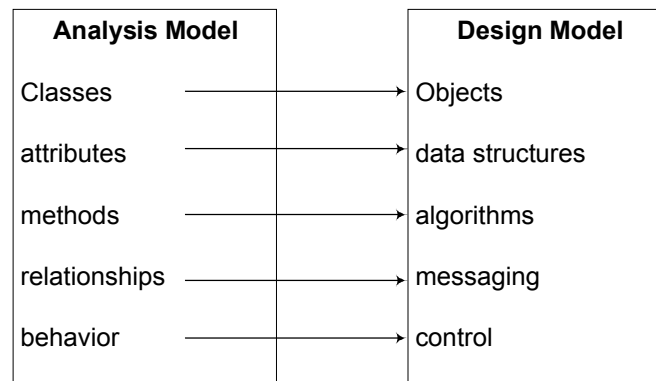 Analysis Model
Classes
attributes
methods
relationships
behavior
Design Model
Objects
data structures
algorithms
messaging
control